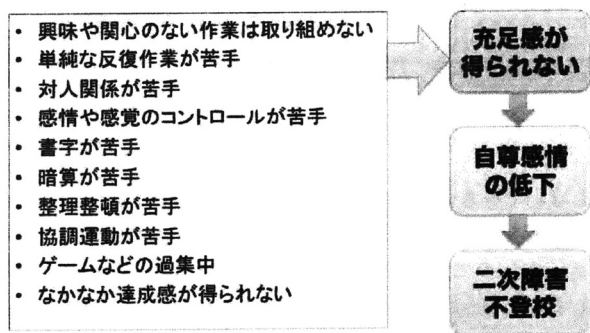 ・ 興味や関心のない作業は取り組めない
・ 単純な反復作業が苦手
・ 対人関係が苦手
・ 感情や感覚のコントロールが苦手
・ 書字が苦手
・ 暗算が苦手
・ 整理整頓が苦手
・ 協調運動が苦手
・ ゲームなどの過集中
・ なかなか達成感が得られない
充足感が
得られない
自尊感情
の低下
二次障害
不登校